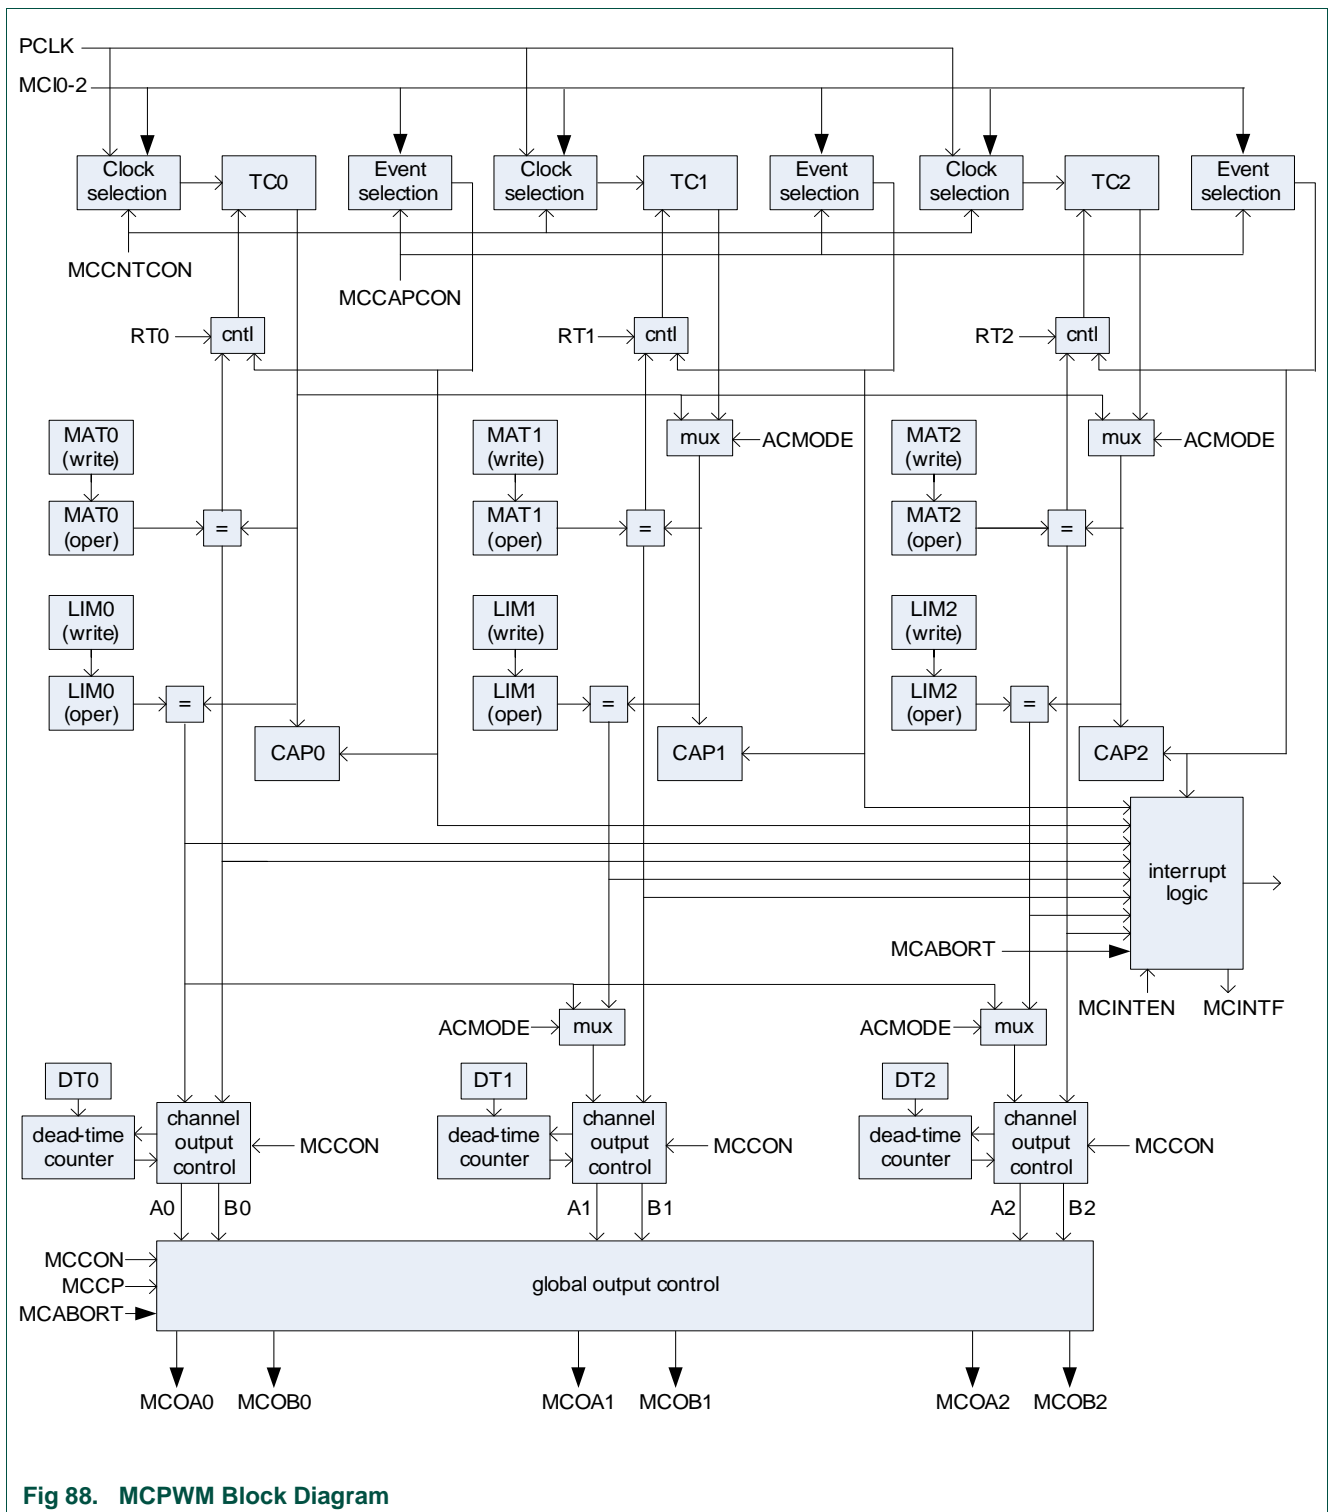 PCLK
MCI0-2
Clock
selection
TC0
Event
selection
Clock
selection
TC1
Event
selection
Clock
selection
TC2
Event
selection
MCCNTCON
MCCAPCON
RT0
cntl
RT1
cntl
RT2
cntl
MAT0
(write)
MAT1
(write)
mux
ACMODE
MAT2
(write)
mux
ACMODE
MAT0
(oper)
=
MAT1
(oper)
=
MAT2
(oper)
=
LIM0
(write)
LIM1
(write)
LIM2
(write)
LIM0
(oper)
=
LIM1
(oper)
=
LIM2
(oper)
=
CAP0
CAP1
CAP2
interrupt
logic
MCABORT
MCINTEN
MCINTF
ACMODE
mux
ACMODE
mux
DT0
DT1
DT2
dead-time
counter
channel
output
control
MCCON
dead-time
counter
channel
output
control
MCCON
dead-time
counter
channel
output
control
MCCON
A0
B0
A1
B1
A2
B2
MCCON
MCCP
MCABORT
global output control
MCOA0
MCOB0
MCOA1
MCOB1
MCOA2
MCOB2
Fig 88. MCPWM Block Diagram